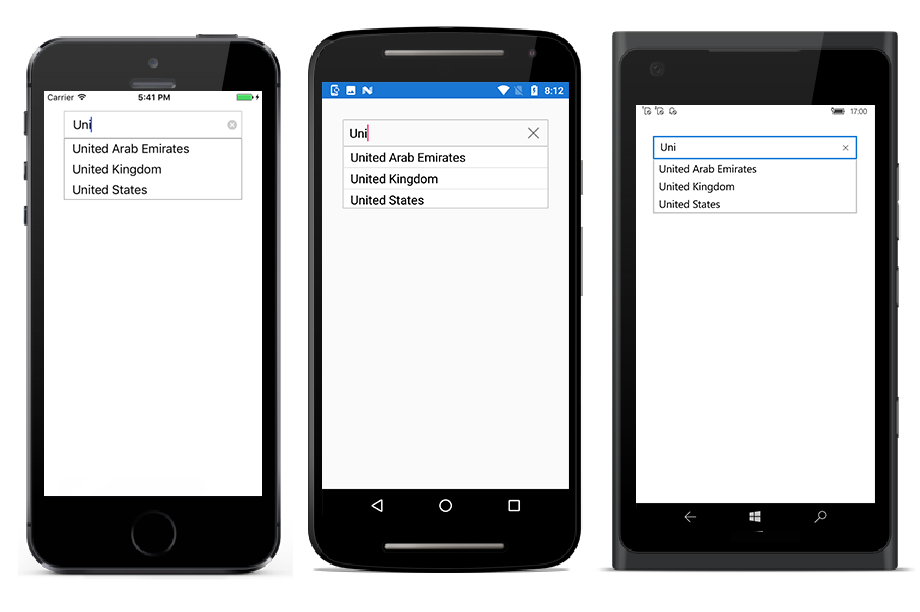 Carrier 5:41 PM
Uni
United Arab Emirates
United Kingdom
United States
8:12
Uni
United Arab Emirates
United Kingdom
United States
17:00
Uni
United Arab Emirates
United Kingdom
United States